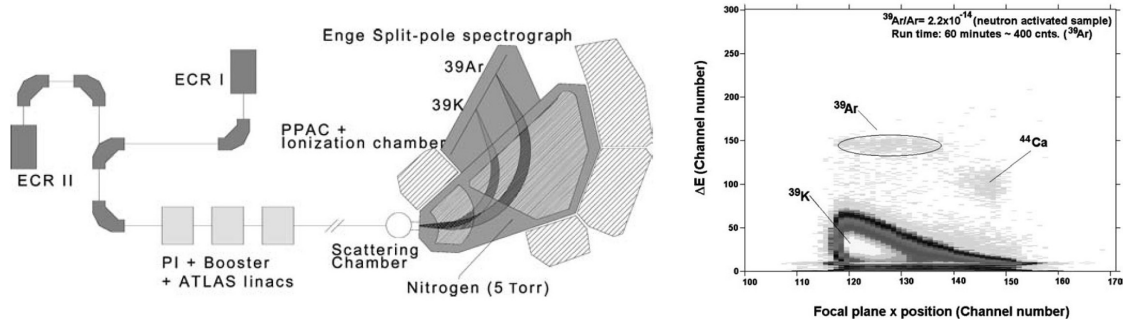 Enge Split-pole spectrograph
39Ar
ECR I
39K
PPAC +
Ionization chamber
ECR II
Scattering
Chamber
PI + Booster
+ ATLAS linacs
Nitrogen (5 Torr)
³⁹Ar/Ar= 2.2x10⁻¹⁴ (neutron activated sample)
Run time: 60 minutes ~ 400 cnts. (³⁹Ar)
300
250
200
150
100
50
0
ΔE (Channel number)
³⁹Ar
⁴⁴Ca
³⁹K
100 110 120 130 140 150 160 170
Focal plane x position (Channel number)